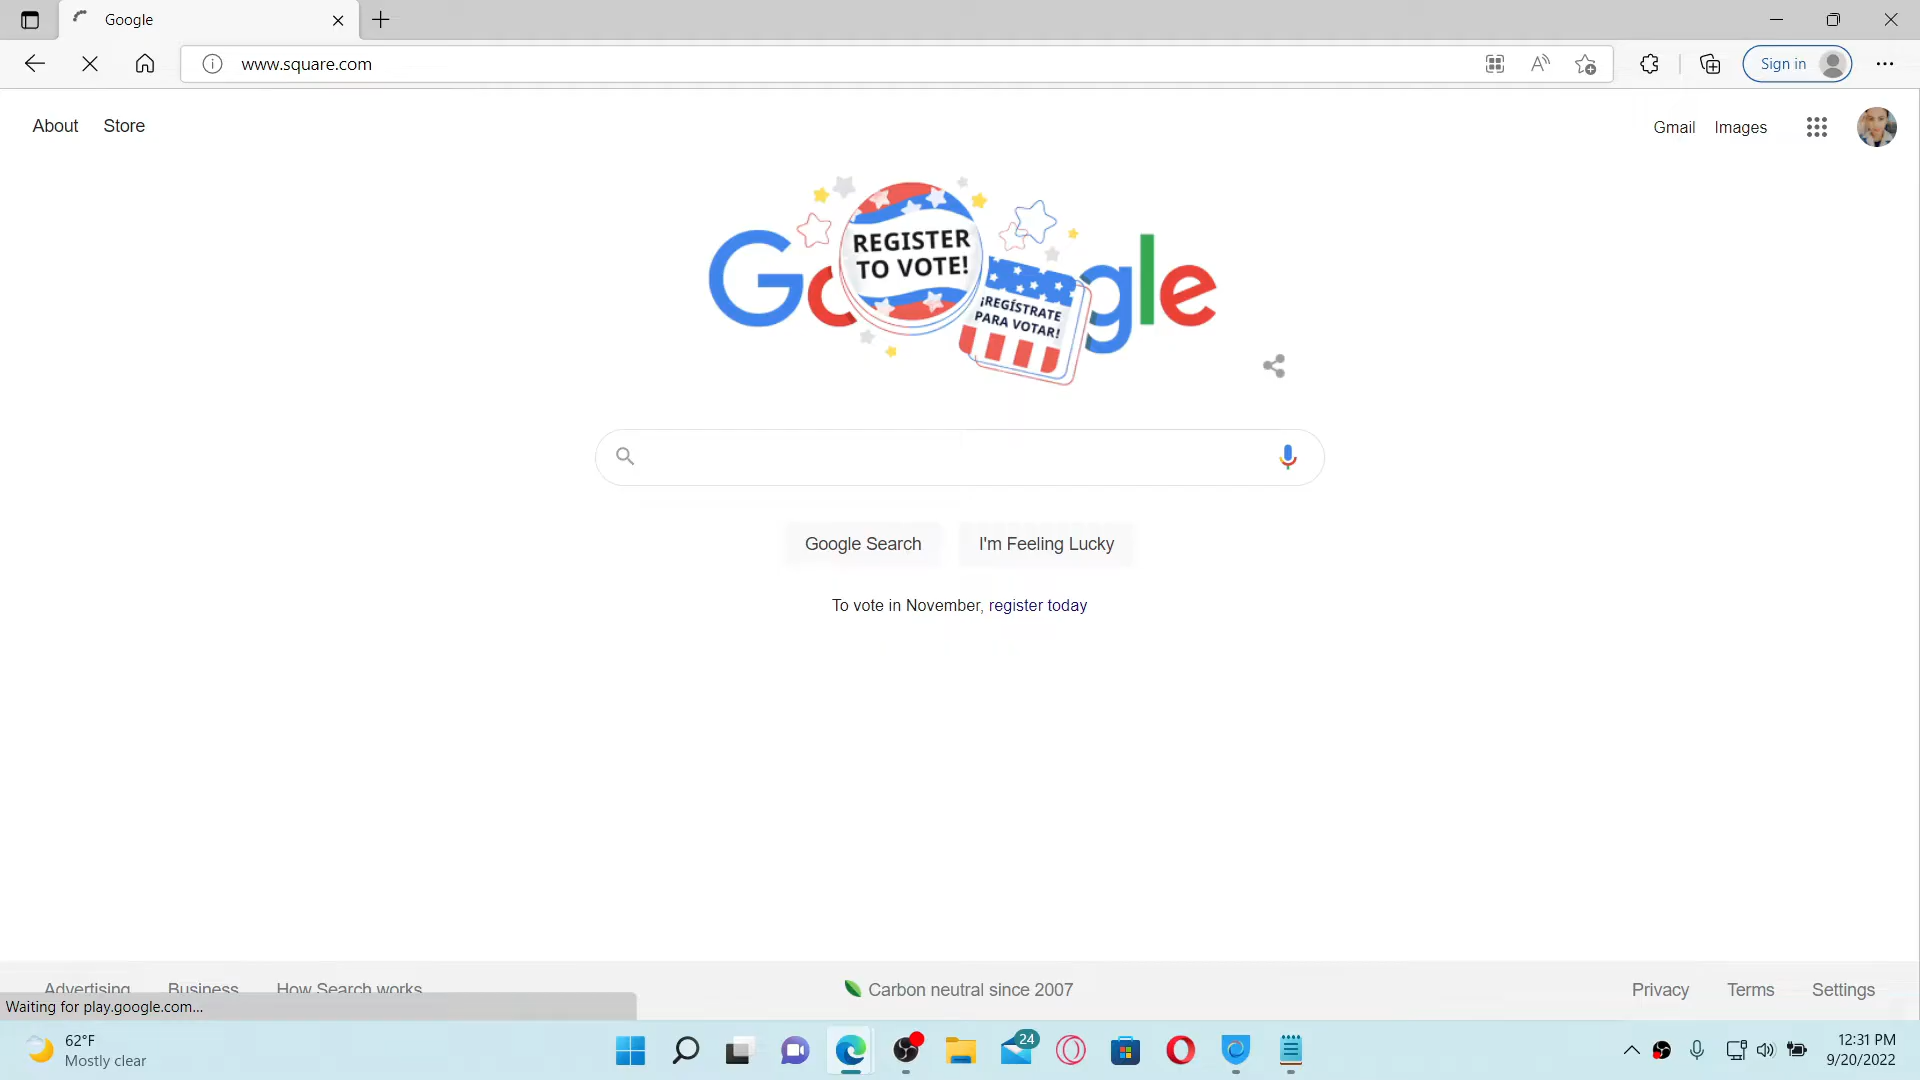 Google
www.square.com
Sign in
About Store
Gmail Images
Google
REGISTER
TO VOTE!
¡REGÍSTRATE
PARA VOTAR!
Google Search I'm Feeling Lucky
To vote in November, register today
Advertising Business How Search works
Carbon neutral since 2007
Privacy Terms Settings
Waiting for play.google.com...
62°F
Mostly clear
24
12:31 PM
9/20/2022